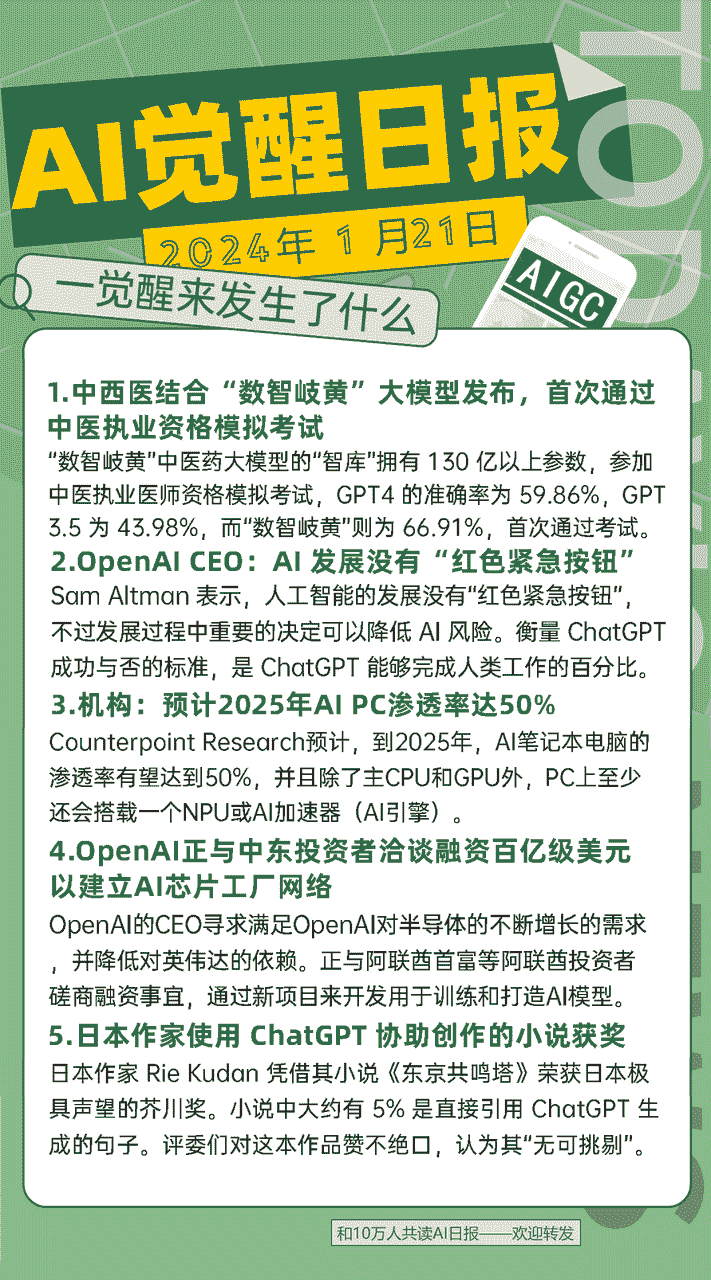 AI觉醒日报
2024年 1 月21日
一觉醒来发生了什么
AIGC
1.中西医结合“数智岐黄”大模型发布，首次通过
中医执业资格模拟考试
“数智岐黄”中医药大模型的“智库”拥有 130 亿以上参数，参加
中医执业医师资格模拟考试，GPT4 的准确率为 59.86%，GPT
3.5 为 43.98%，而“数智岐黄”则为 66.91%，首次通过考试。
2.OpenAI CEO：AI 发展没有“红色紧急按钮”
Sam Altman 表示，人工智能的发展没有“红色紧急按钮”，
不过发展过程中重要的决定可以降低 AI 风险。衡量 ChatGPT
成功与否的标准，是 ChatGPT 能够完成人类工作的百分比。
3.机构：预计2025年AI PC渗透率达50%
Counterpoint Research预计，到2025年，AI笔记本电脑的
渗透率有望达到50%，并且除了主CPU和GPU外，PC上至少
还会搭载一个NPU或AI加速器（AI引擎）。
4.OpenAI正与中东投资者洽谈融资百亿级美元
以建立AI芯片工厂网络
OpenAI的CEO寻求满足OpenAI对半导体的不断增长的需求
，并降低对英伟达的依赖。正与阿联酋首富等阿联酋投资者
磋商融资事宜，通过新项目来开发用于训练和打造AI模型。
5.日本作家使用 ChatGPT 协助创作的小说获奖
日本作家 Rie Kudan 凭借其小说《东京共鸣塔》荣获日本极
具声望的芥川奖。小说中大约有 5% 是直接引用 ChatGPT 生
成的句子。评委们对这本作品赞不绝口，认为其“无可挑剔”。
和10万人共读AI日报——欢迎转发